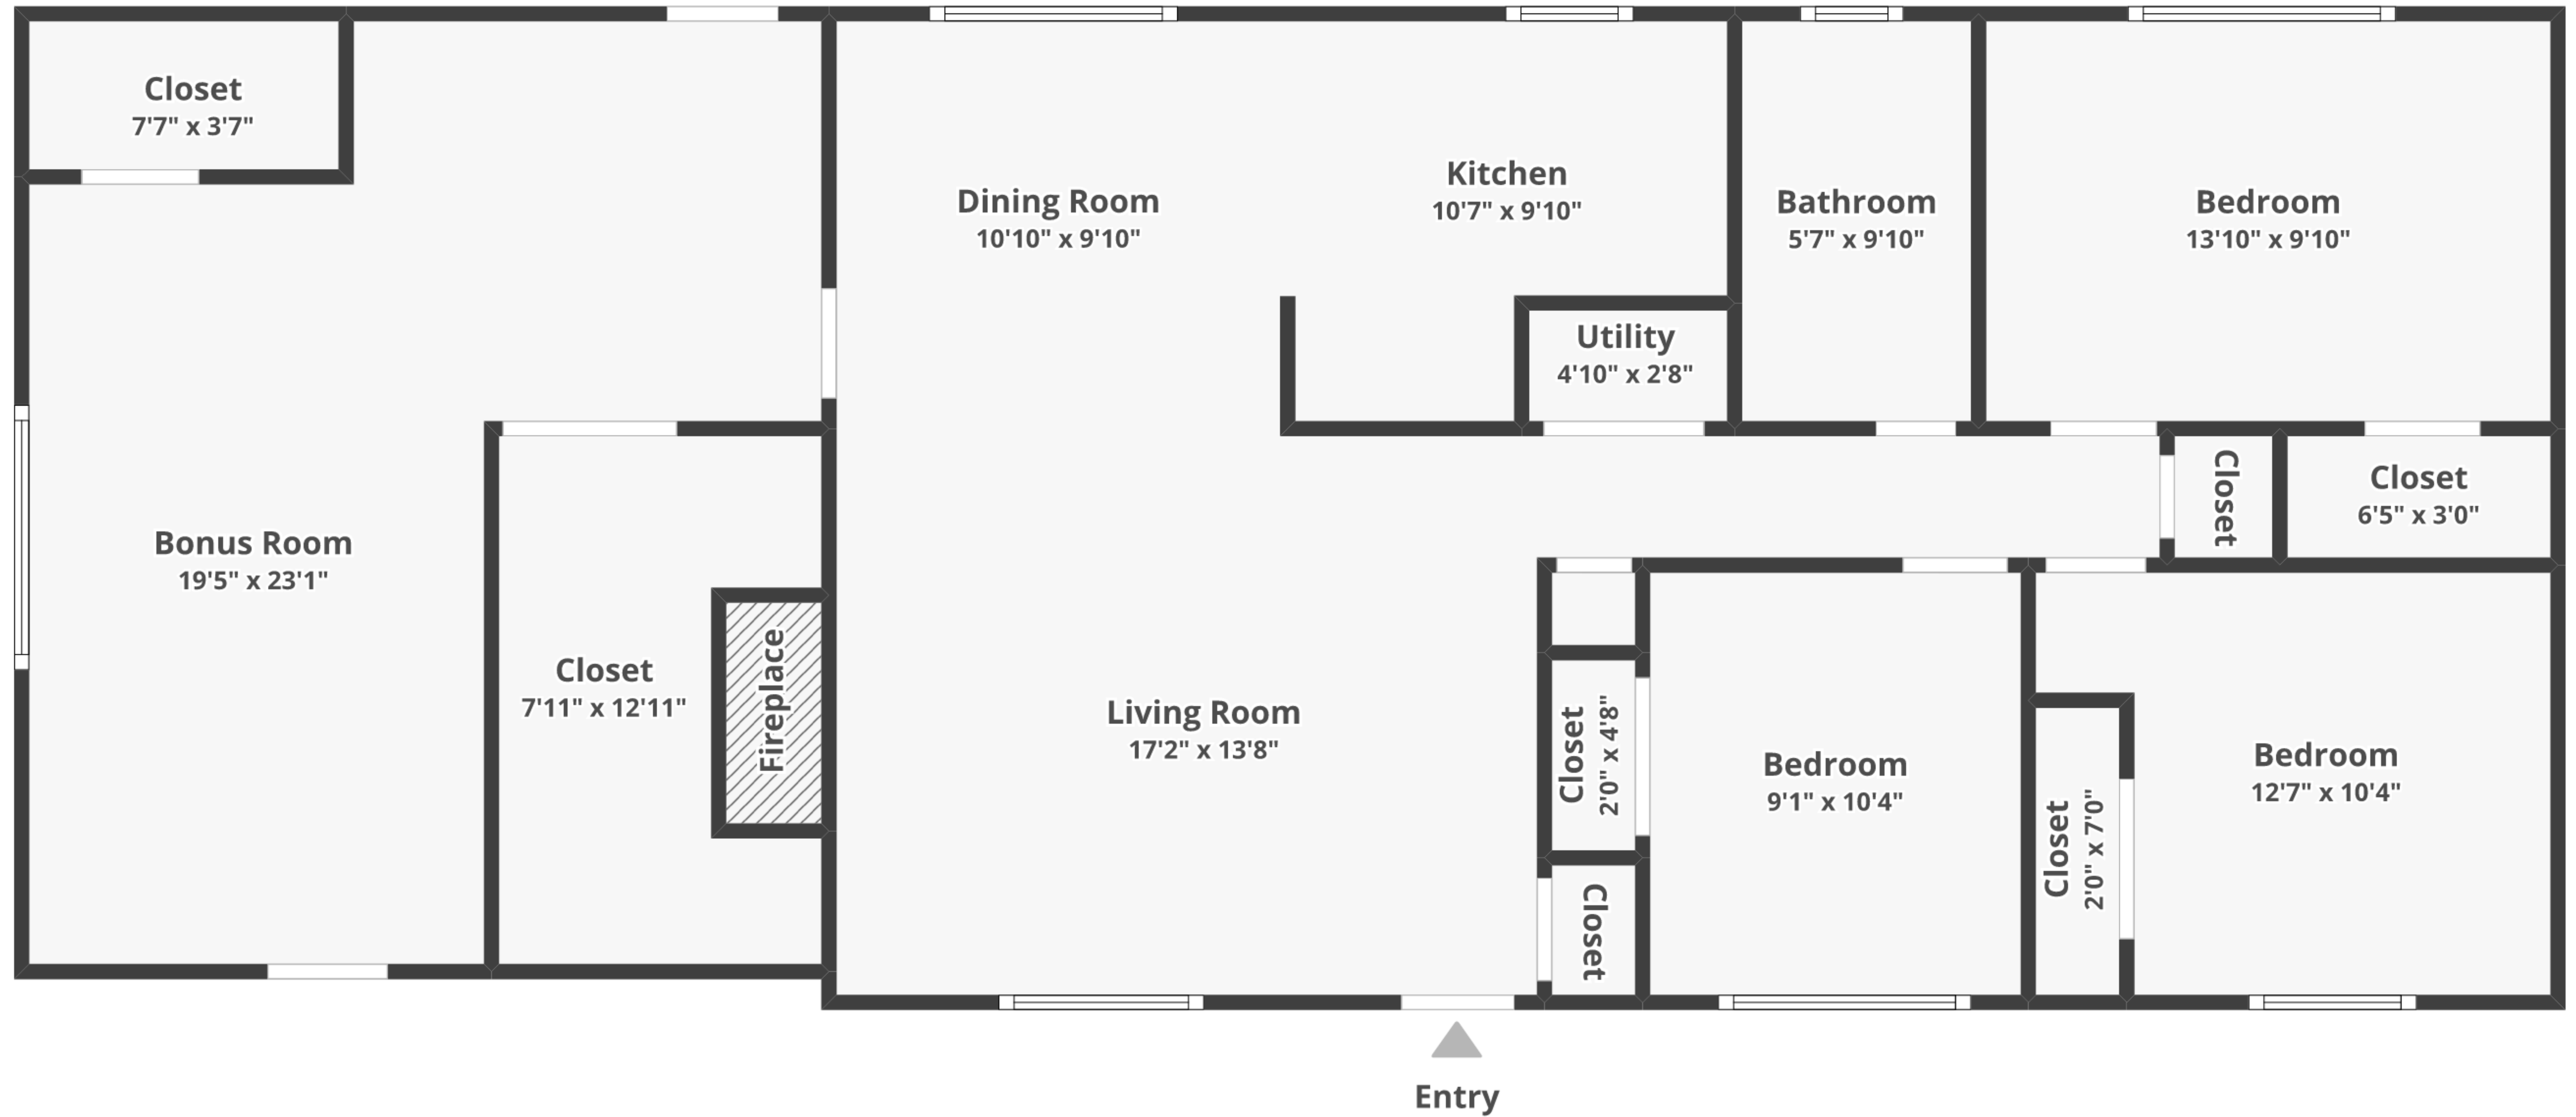 Closet
7'7" x 3'7"
Dining Room
10'10" x 9'10"
Kitchen
10'7" x 9'10"
Bathroom
5'7" x 9'10"
Bedroom
13'10" x 9'10"
Utility
4'10" x 2'8"
Closet
Closet
6'5" x 3'0"
Bonus Room
19'5" x 23'1"
Closet
7'11" x 12'11"
Fireplace
Living Room
17'2" x 13'8"
Closet
2'0" x 4'8"
Bedroom
9'1" x 10'4"
Closet
2'0" x 7'0"
Bedroom
12'7" x 10'4"
Closet
Entry